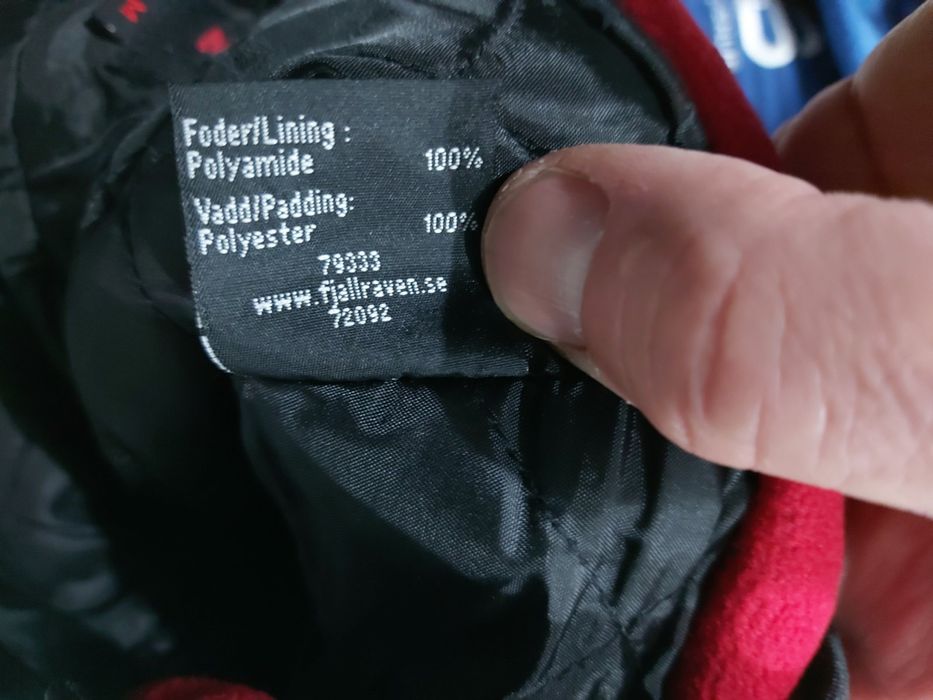 Foder/Lining :
Polyamide 100%
Vadd/Padding:
Polyester 100%
79333
www.fjallraven.se
72092